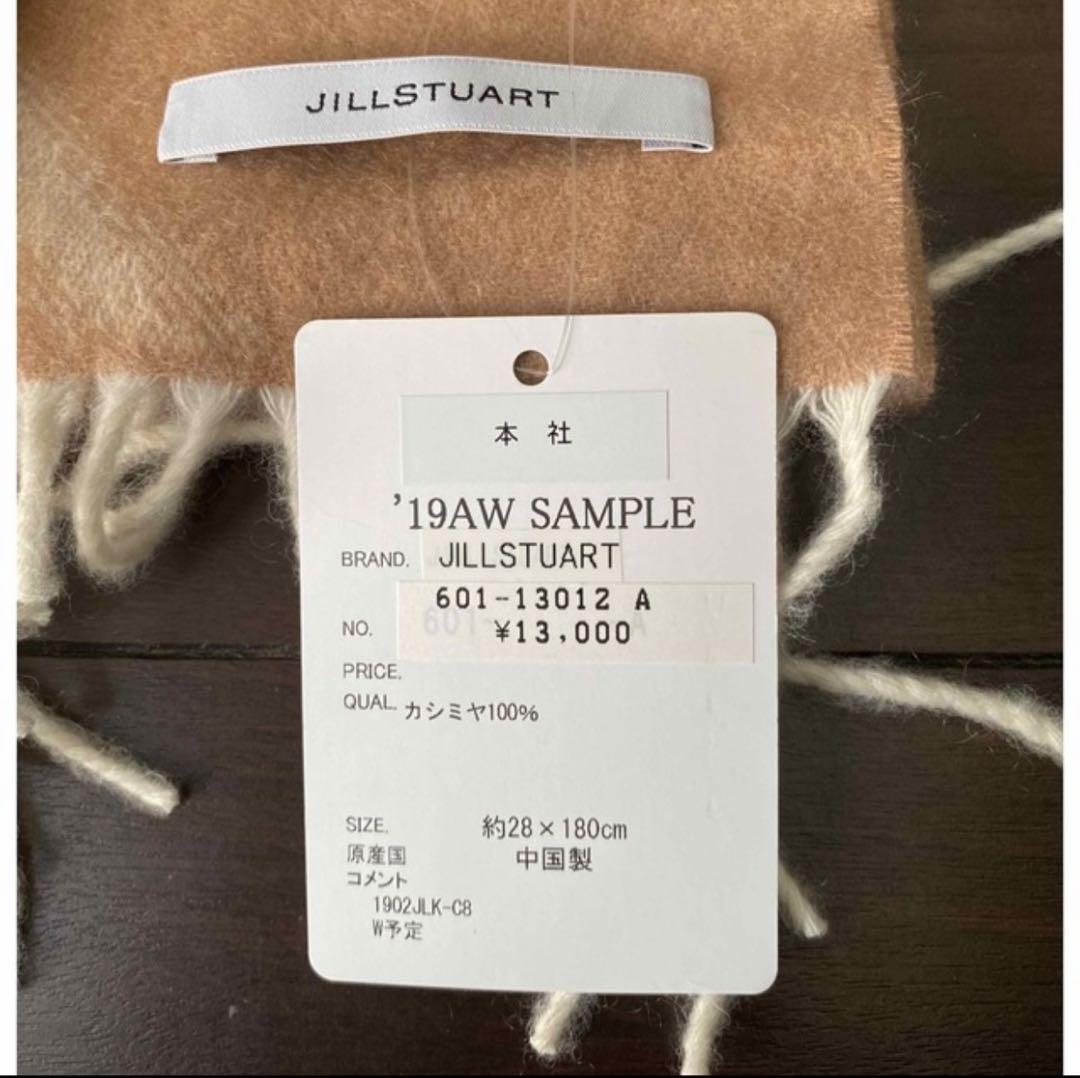 JILLSTUART
本 社
'19AW SAMPLE
BRAND. JILLSTUART
601-13012 A
NO. ¥13,000
PRICE.
QUAL. カシミヤ100%
SIZE. 約28×180cm
原産国 中国製
コメント
1902JLK-C8
W予定